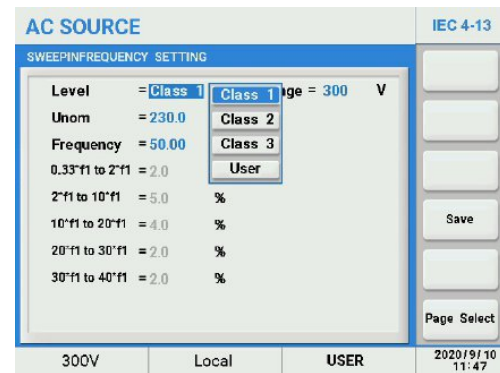 AC SOURCE
IEC 4-13
SWEEPINFREQUENCY SETTING
Level =Class 1 ge = 300 V
Class 1
Class 2
Class 3
User
Unom =230.0
Frequency =50.00
0.33*f1 to 2*f1 =2.0
2*f1 to 10*f1 =5.0 %
10*f1 to 20*f1 =4.0 %
20*f1 to 30*f1 =2.0 %
30*f1 to 40*f1 =2.0 %
Save
Page Select
300V Local USER
2020/9/10
11:47